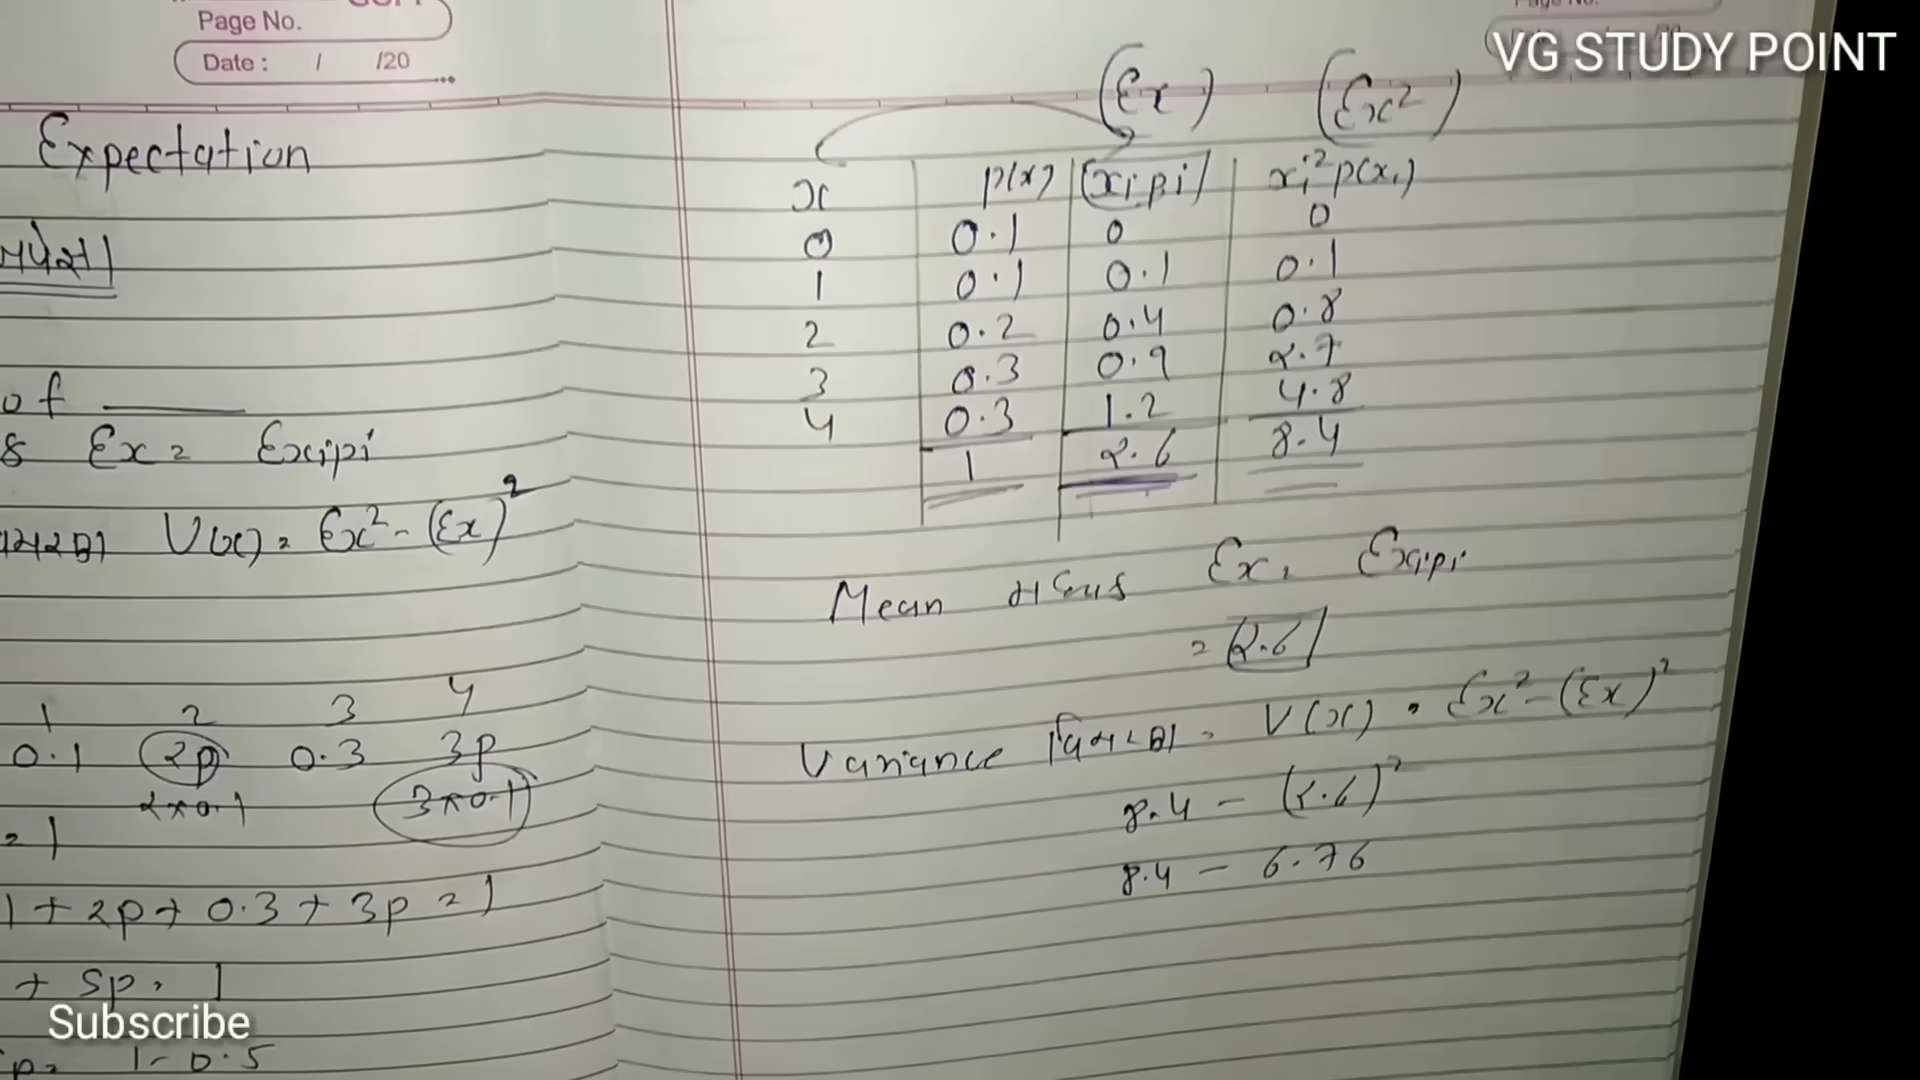 Page No.
Date : / /20
VG STUDY POINT
Expectation
of
Ex = Σxipi
V(x) = Ex² - (Ex)²
1 2 3 4
0.1 2p 0.3 3p
2×0.1 3×0.1
= 1
1 + 2p + 0.3 + 3p = 1
+ 5p = 1
p = 1 - 0.5
Subscribe
(Ex) (Ex²)
x p(x) xipi xi²p(xi)
0 0.1 0 0
1 0.1 0.1 0.1
2 0.2 0.4 0.8
3 0.3 0.9 2.7
4 0.3 1.2 4.8
1 2.6 8.4
Mean माध्य Ex = Σxipi
= 2.6
Variance V(x) = Ex² - (Ex)²
8.4 - (2.6)²
8.4 - 6.76